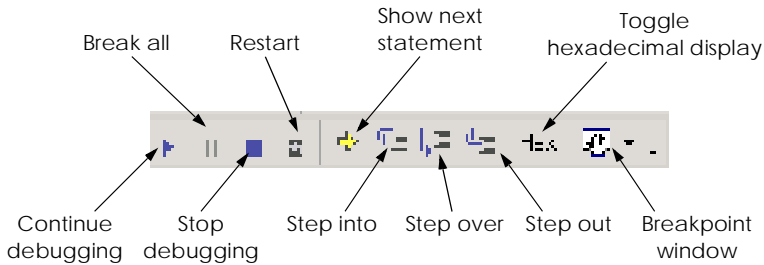 Break all
Restart
Show next
statement
Toggle
hexadecimal display
Continue
debugging
Stop
debugging
Step into
Step over
Step out
Breakpoint
window